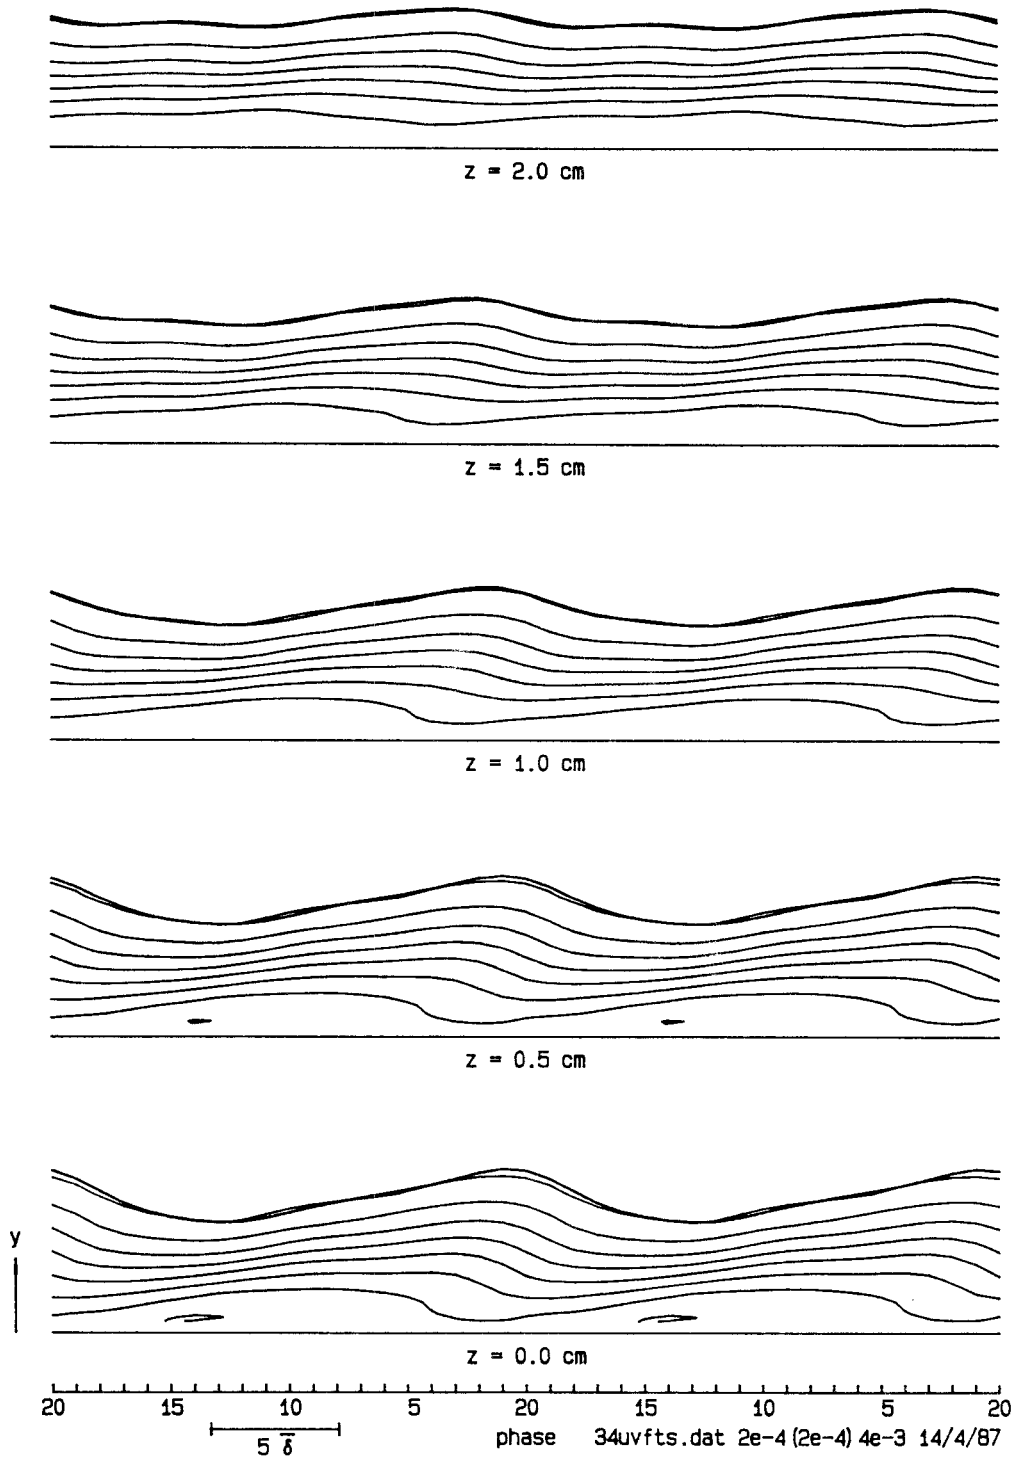 z = 2.0 cm
z = 1.5 cm
z = 1.0 cm
z = 0.5 cm
y
z = 0.0 cm
20 15 10 5 20 15 10 5 20
5 δ̅
phase 34uvfts.dat 2e-4 (2e-4) 4e-3 14/4/87